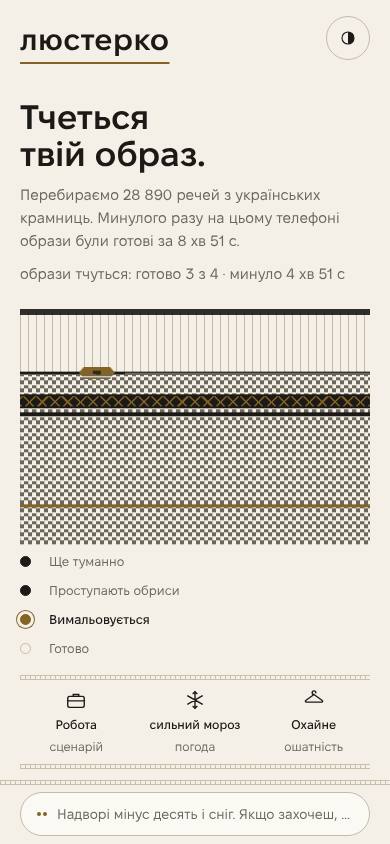 люстерко
Тчеться
твій образ.
Перебираємо 28 890 речей з українських
крамниць. Минулого разу на цьому телефоні
образи були готові за 8 хв 51 с.
образи тчуться: готово 3 з 4 · минуло 4 хв 51 с
Ще туманно
Проступають обриси
Вимальовується
Готово
Робота сильний мороз Охайне
сценарій погода ошатність
Надворі мінус десять і сніг. Якщо захочеш, ...